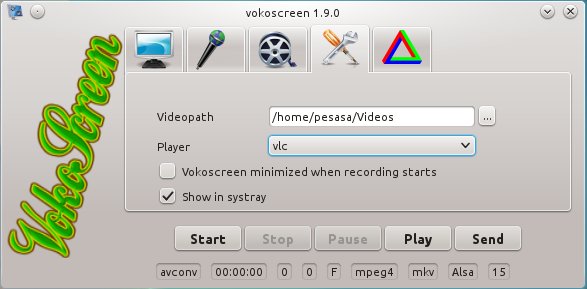 vokoscreen 1.9.0
VokoScreen
Videopath /home/pesasa/Videos ...
Player vlc
Vokoscreen minimized when recording starts
Show in systray
Start Stop Pause Play Send
avconv 00:00:00 0 0 F mpeg4 mkv Alsa 15